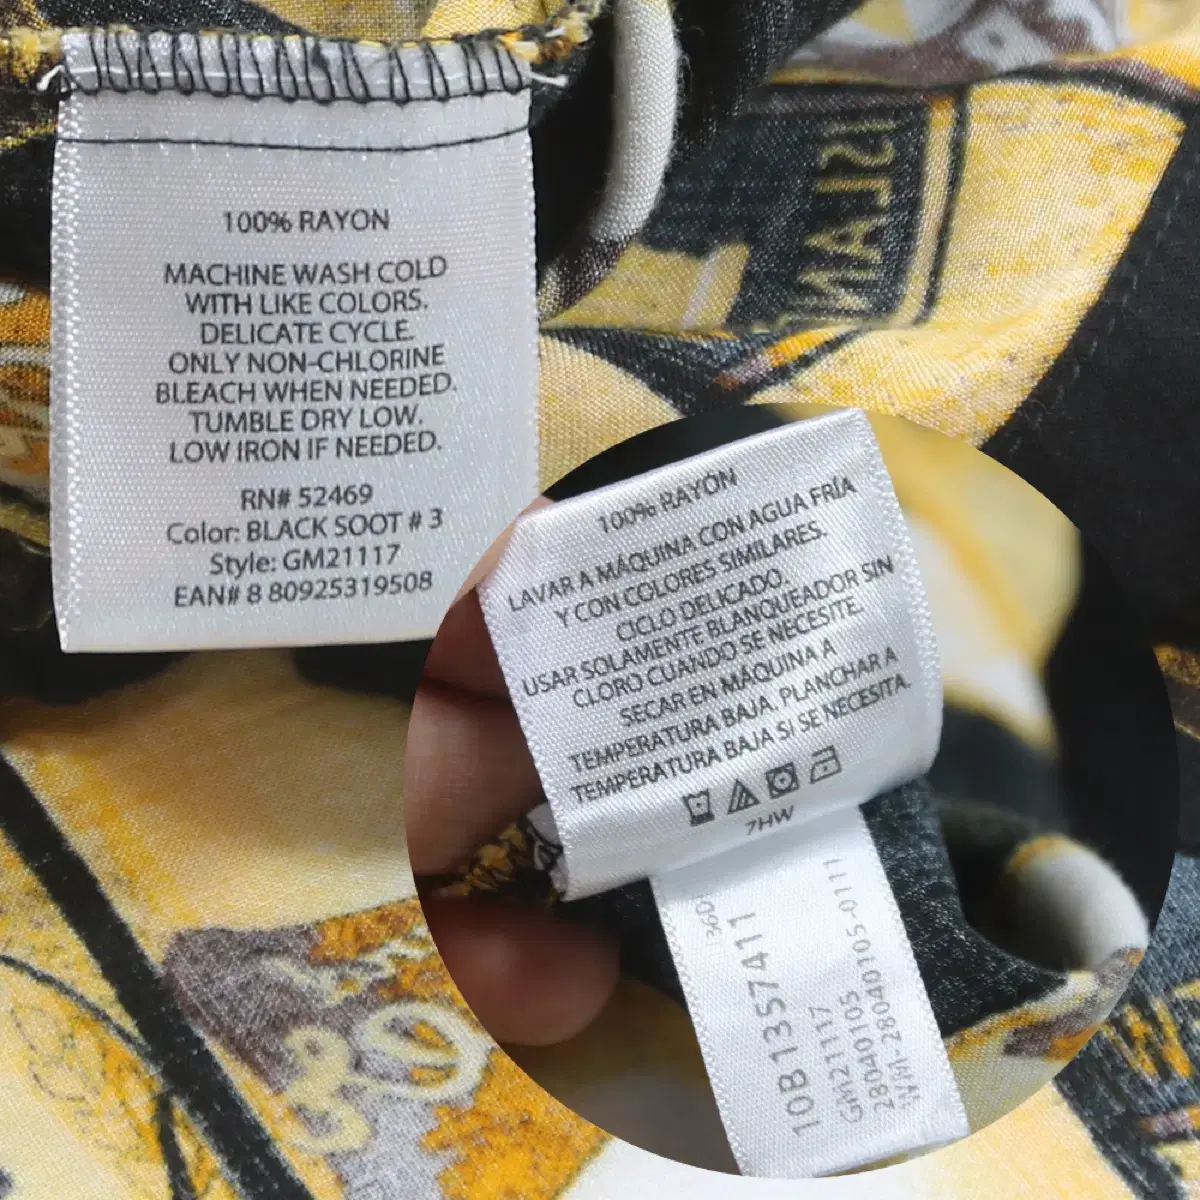 100% RAYON
MACHINE WASH COLD
WITH LIKE COLORS.
DELICATE CYCLE.
ONLY NON-CHLORINE
BLEACH WHEN NEEDED.
TUMBLE DRY LOW.
LOW IRON IF NEEDED.
RN# 52469
Color: BLACK SOOT # 3
Style: GM21117
EAN# 8 80925319508
100% RAYON
LAVAR A MÁQUINA CON AGUA FRÍA
Y CON COLORES SIMILARES.
CICLO DELICADO.
USAR SOLAMENTE BLANQUEADOR SIN
CLORO CUANDO SE NECESITE.
SECAR EN MÁQUINA A
TEMPERATURA BAJA. PLANCHAR A
TEMPERATURA BAJA SI SE NECESITA.
7HW
GM21117
28040105